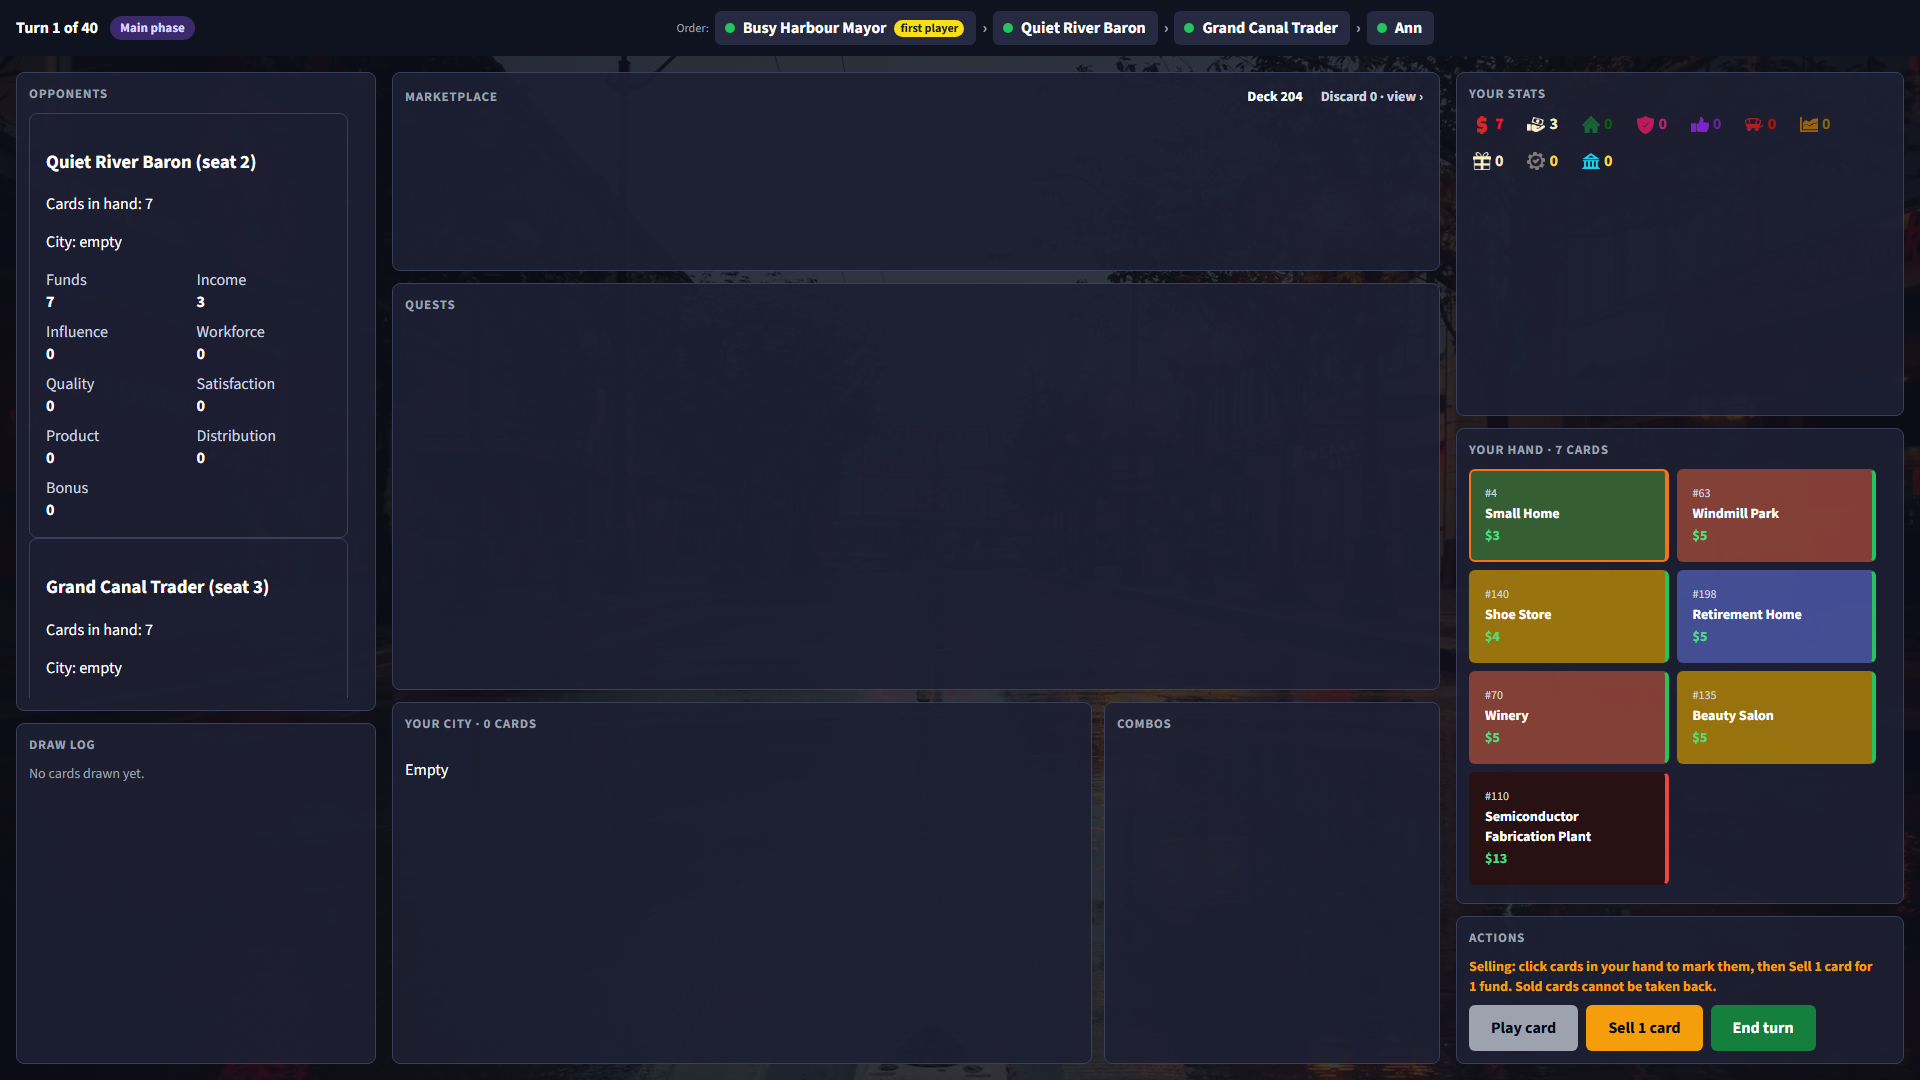 Turn 1 of 40
Main phase
Order:
Busy Harbour Mayor
first player
›
Quiet River Baron
›
Grand Canal Trader
›
Ann
OPPONENTS
Quiet River Baron (seat 2)
Cards in hand: 7
City: empty
Funds
Income
7
3
Influence
Workforce
0
0
Quality
Satisfaction
0
0
Product
Distribution
0
0
Bonus
0
Grand Canal Trader (seat 3)
Cards in hand: 7
City: empty
DRAW LOG
No cards drawn yet.
MARKETPLACE
Deck 204
Discard 0 · view ›
QUESTS
YOUR CITY · 0 CARDS
Empty
COMBOS
YOUR STATS
$ 7
3
0
0
0
0
0
0
0
0
YOUR HAND · 7 CARDS
#4
Small Home
$3
#63
Windmill Park
$5
#140
Shoe Store
$4
#198
Retirement Home
$5
#70
Winery
$5
#135
Beauty Salon
$5
#110
Semiconductor
Fabrication Plant
$13
ACTIONS
Selling: click cards in your hand to mark them, then Sell 1 card for
1 fund. Sold cards cannot be taken back.
Play card
Sell 1 card
End turn